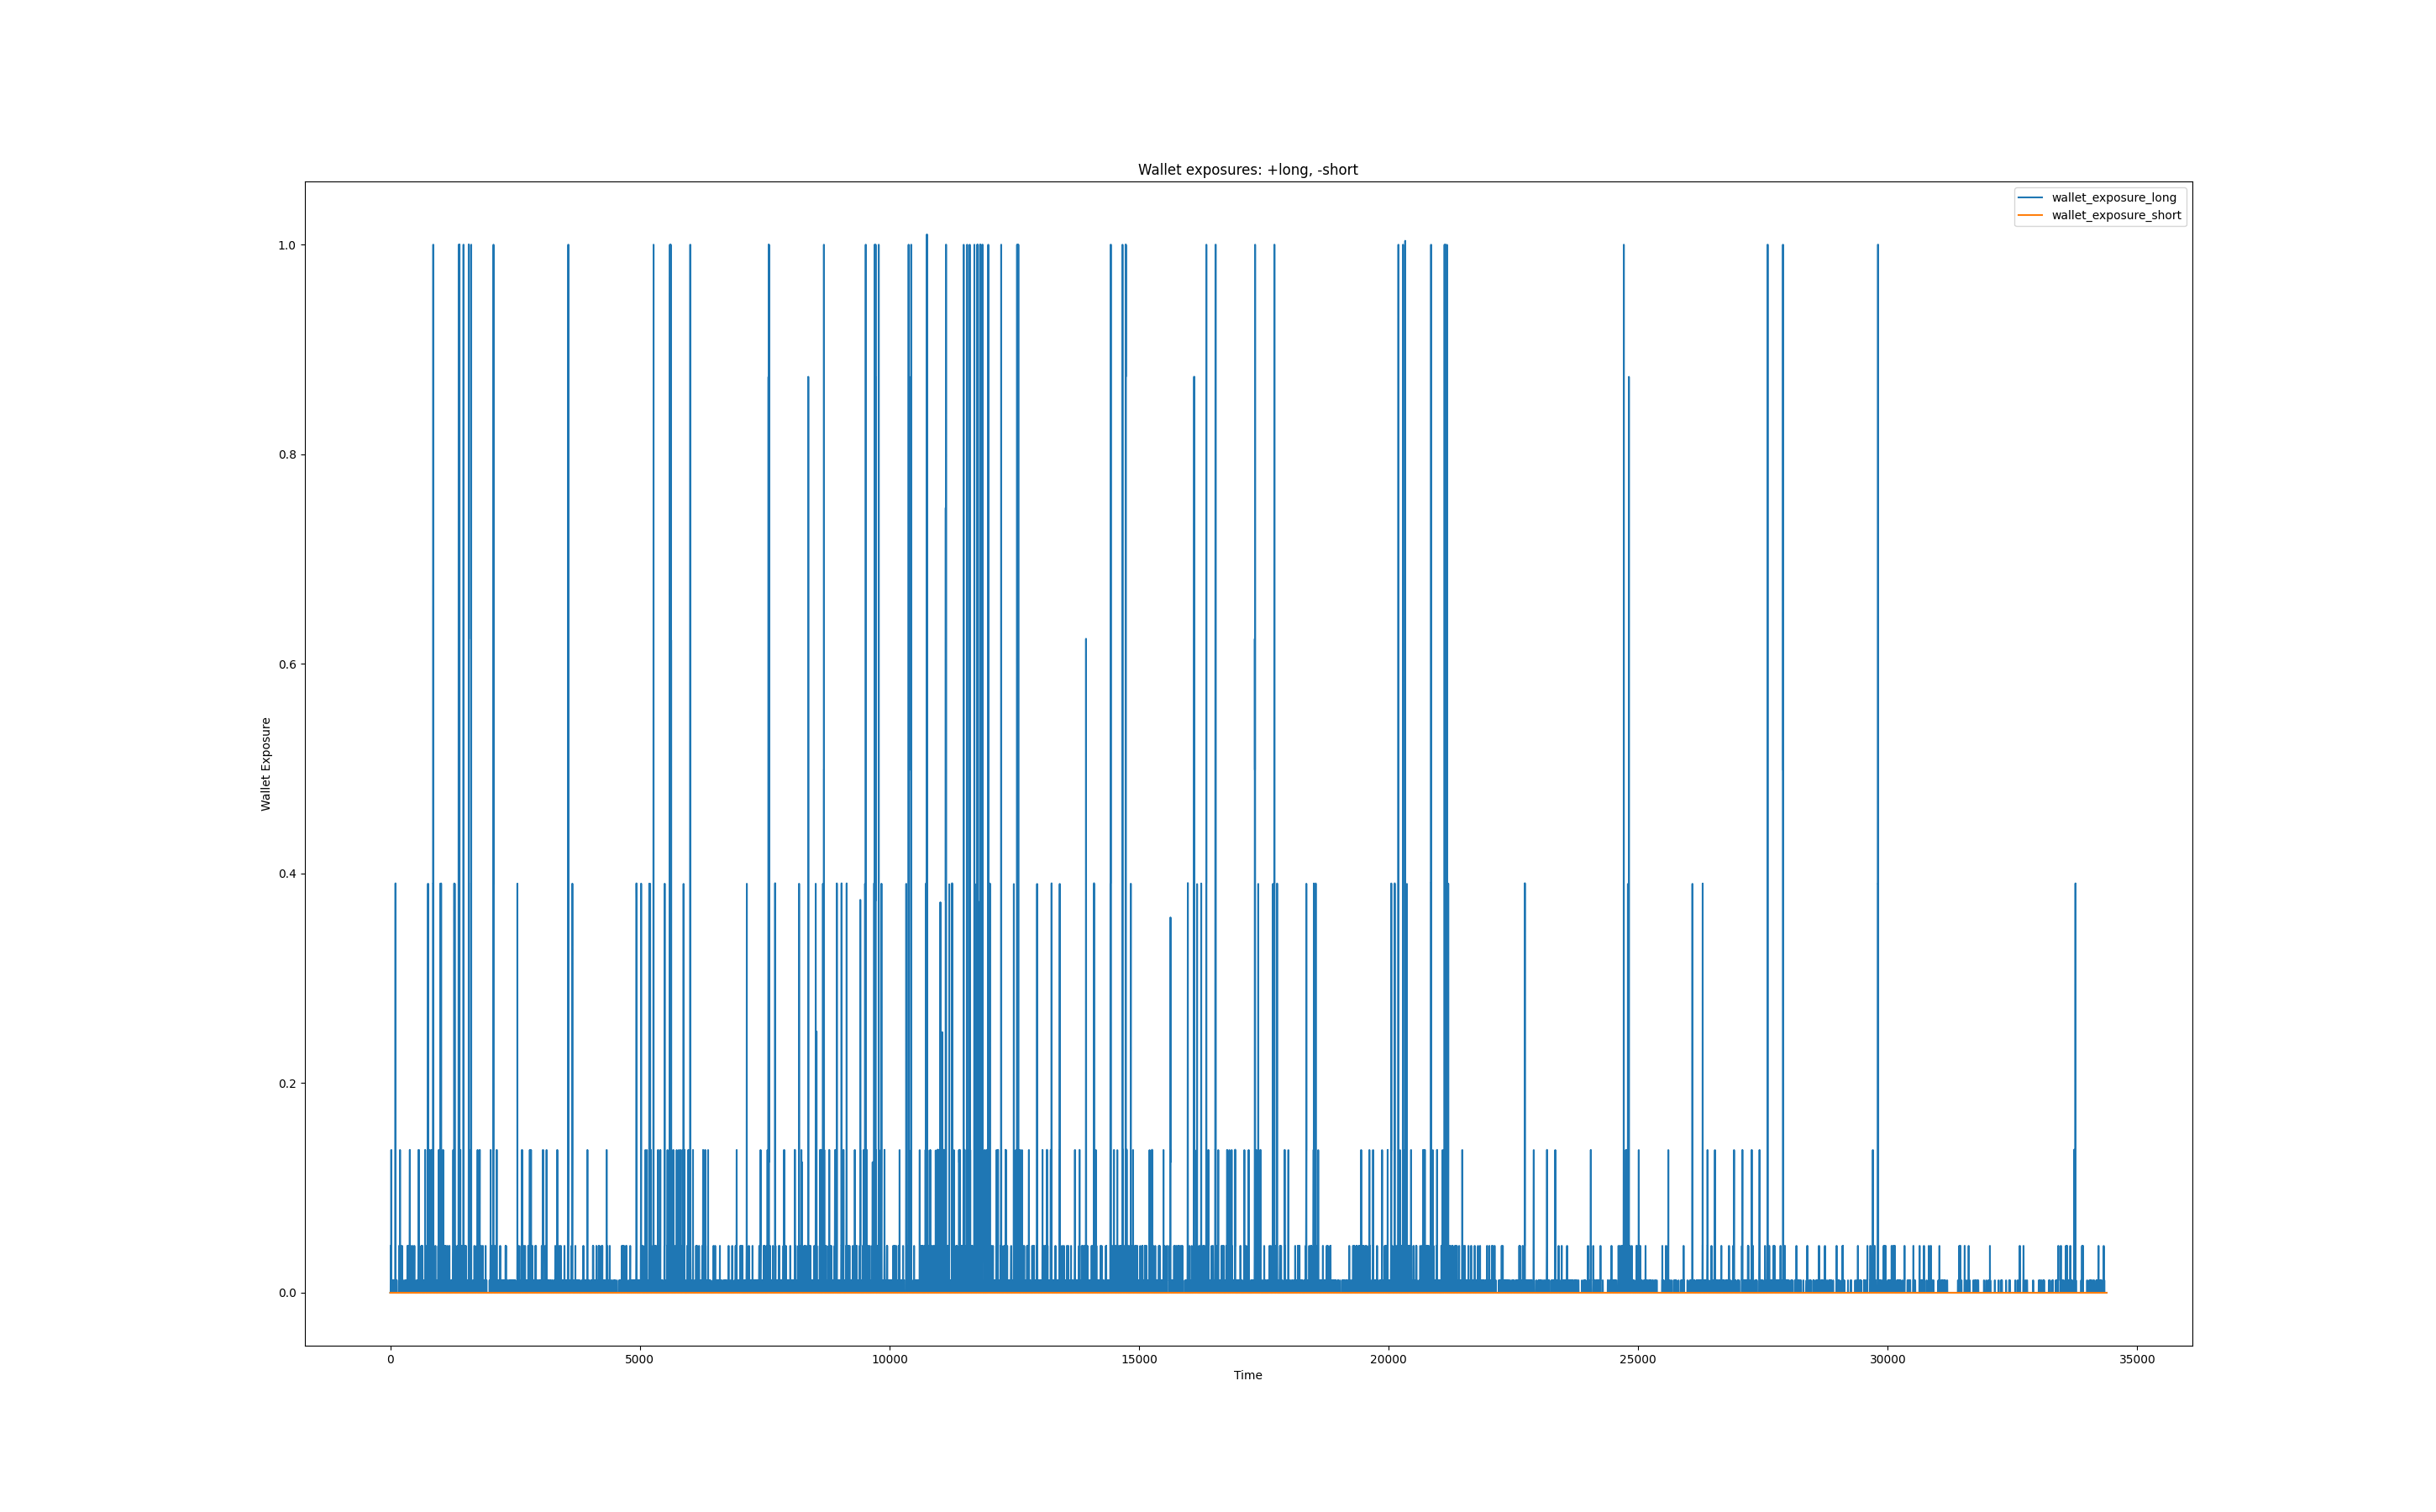 Wallet exposures: +long, -short
wallet_exposure_long
wallet_exposure_short
1.0
0.8
0.6
0.4
0.2
0.0
Wallet Exposure
0 5000 10000 15000 20000 25000 30000 35000
Time